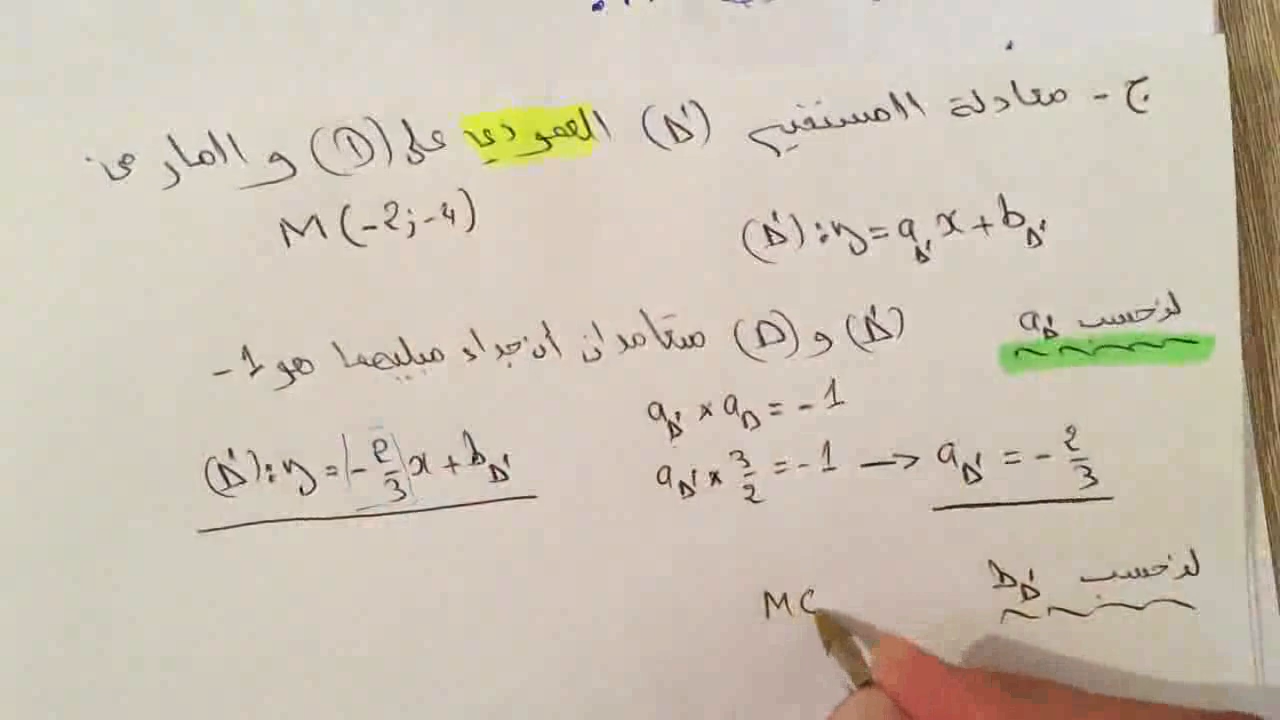 ج - معادلة المستقيم (D') العمودي على (D) و المار من
M(-2;-4)
(D'): y = a_D' x + b_D'
لنحسب a_D'
(D') و (D) متعامدان أن جداء ميليهما هو 1-
a_D' × a_D = -1
a_D' × 3/2 = -1 → a_D' = -2/3
(D'): y = -2/3 x + b_D'
لنحسب b_D'
M(